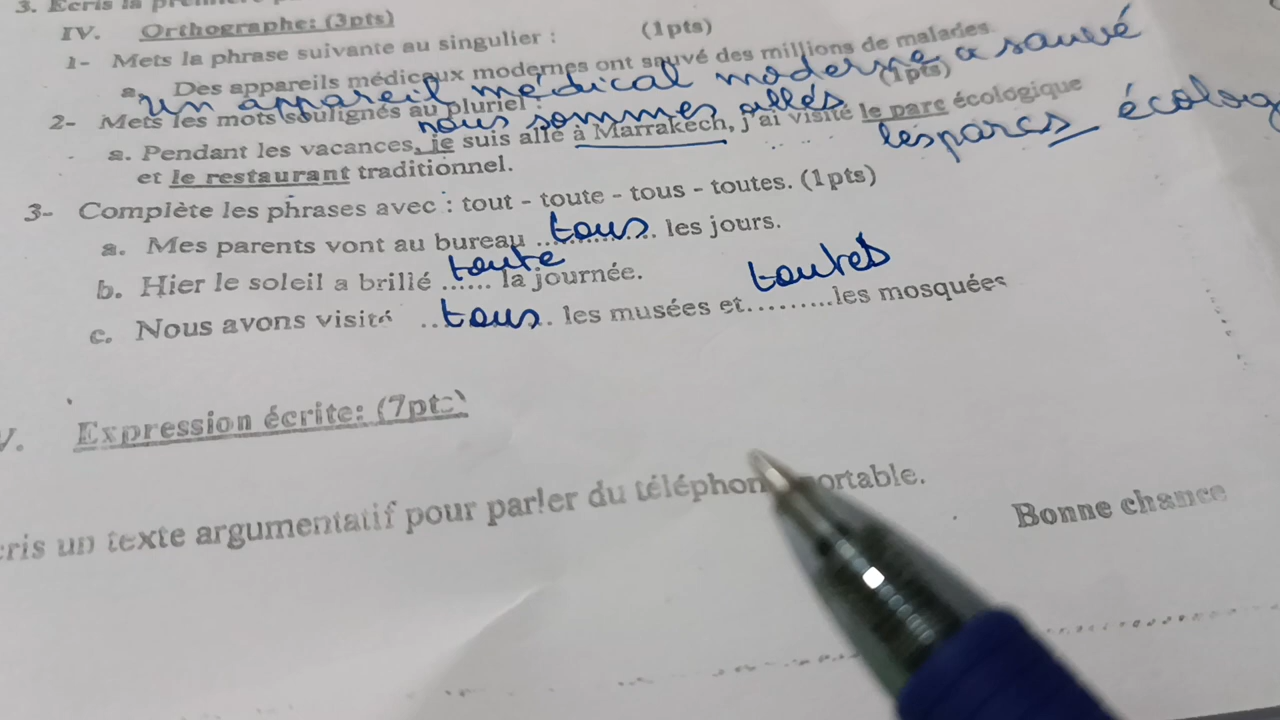 3. Ecris la
IV. Orthographe: (3pts)
1- Mets la phrase suivante au singulier : (1pts)
a. Des appareils médicaux modernes ont sauvé des millions de malades.
un appareil médical moderne a sauvé
2- Mets les mots soulignés au pluriel : (1pts)
nous sommes allés
a. Pendant les vacances, je suis allé à Marrakech, j'ai visité le parc écologique
les parcs écolog
et le restaurant traditionnel.
3- Complète les phrases avec : tout - toute - tous - toutes. (1pts)
a. Mes parents vont au bureau tous les jours.
b. Hier le soleil a brillé toute la journée.
c. Nous avons visité tous les musées et toutes les mosquées
V. Expression écrite: (7pts)
cris un texte argumentatif pour parler du téléphon portable.
Bonne chance